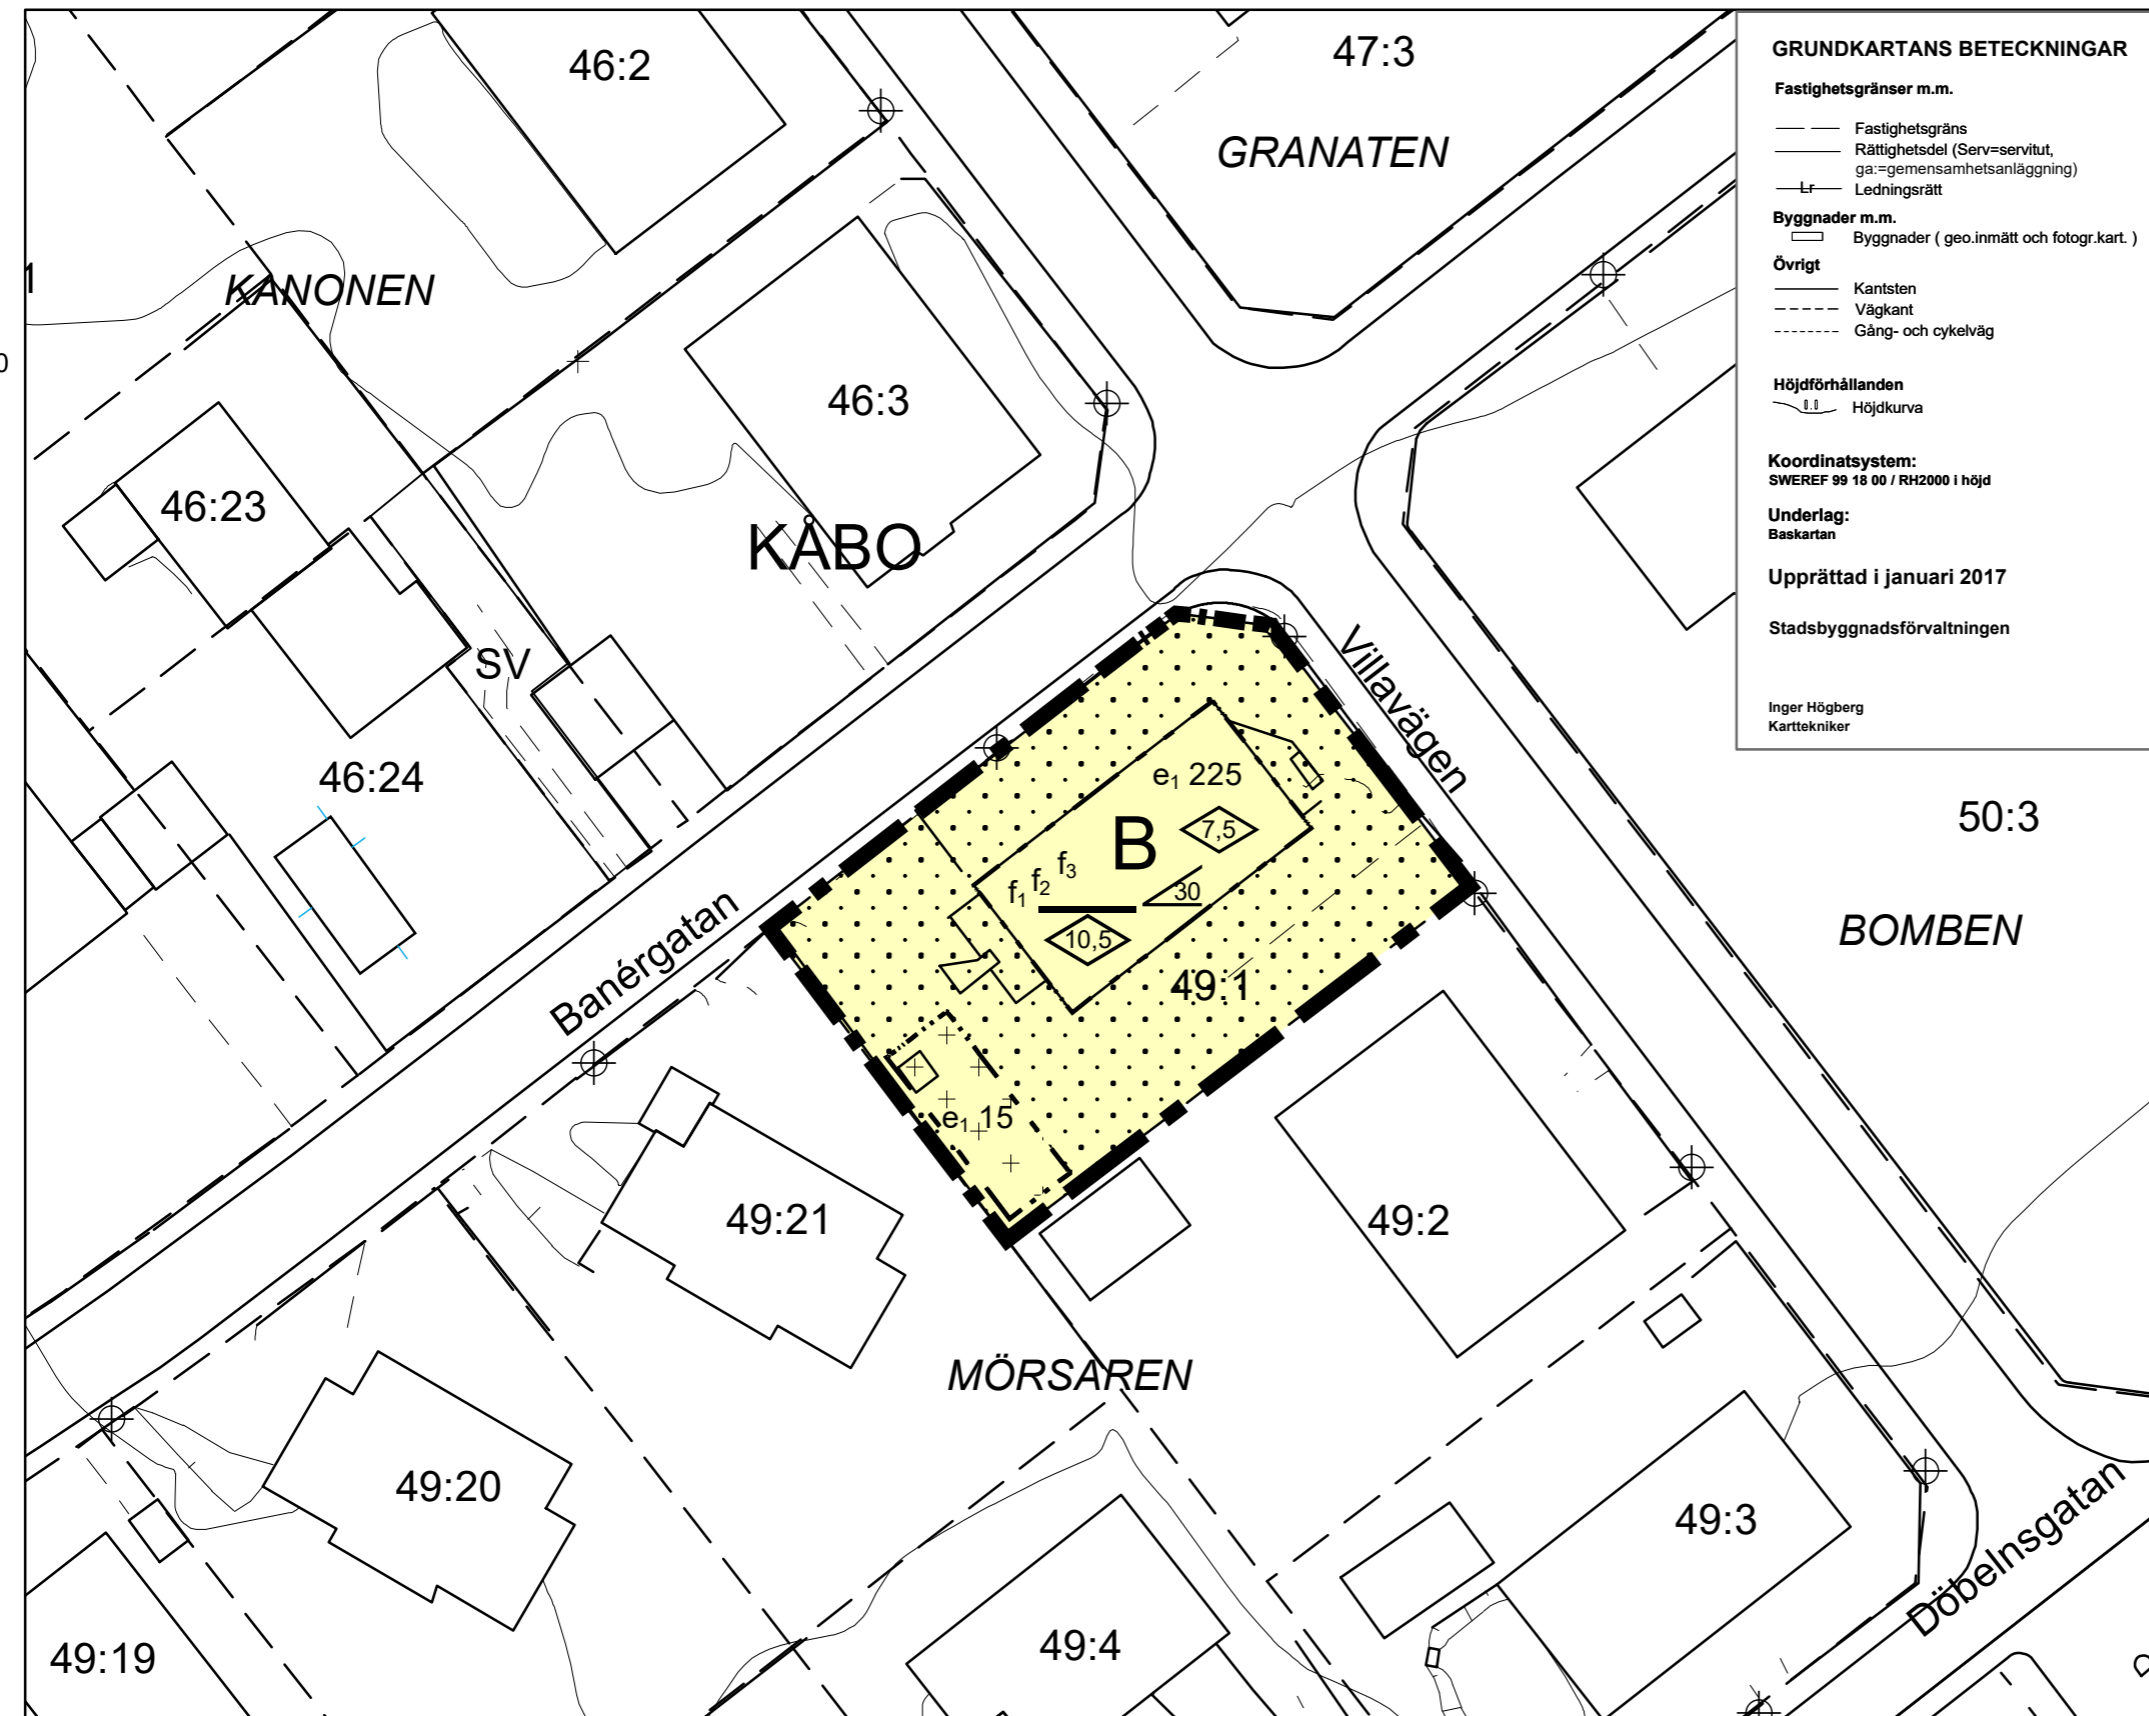 46:2
47:3
GRANATEN
KANONEN
1
0
46:3
46:23
KÅBO
SV
46:24
Villavägen
e₁ 225
B
7,5
f₁ f₂ f₃
30
10,5
49:1
e₁ 15
Banérgatan
50:3
BOMBEN
49:21
49:2
MÖRSAREN
49:20
49:3
Döbelnsgatan
49:19
49:4
GRUNDKARTANS BETECKNINGAR
Fastighetsgränser m.m.
Fastighetsgräns
Rättighetsdel (Serv=servitut,
ga:=gemensamhetsanläggning)
Lr Ledningsrätt
Byggnader m.m.
Byggnader ( geo.inmätt och fotogr.kart. )
Övrigt
Kantsten
Vägkant
Gång- och cykelväg
Höjdförhållanden
0.0 Höjdkurva
Koordinatsystem:
SWEREF 99 18 00 / RH2000 i höjd
Underlag:
Baskartan
Upprättad i januari 2017
Stadsbyggnadsförvaltningen
Inger Högberg
Karttekniker